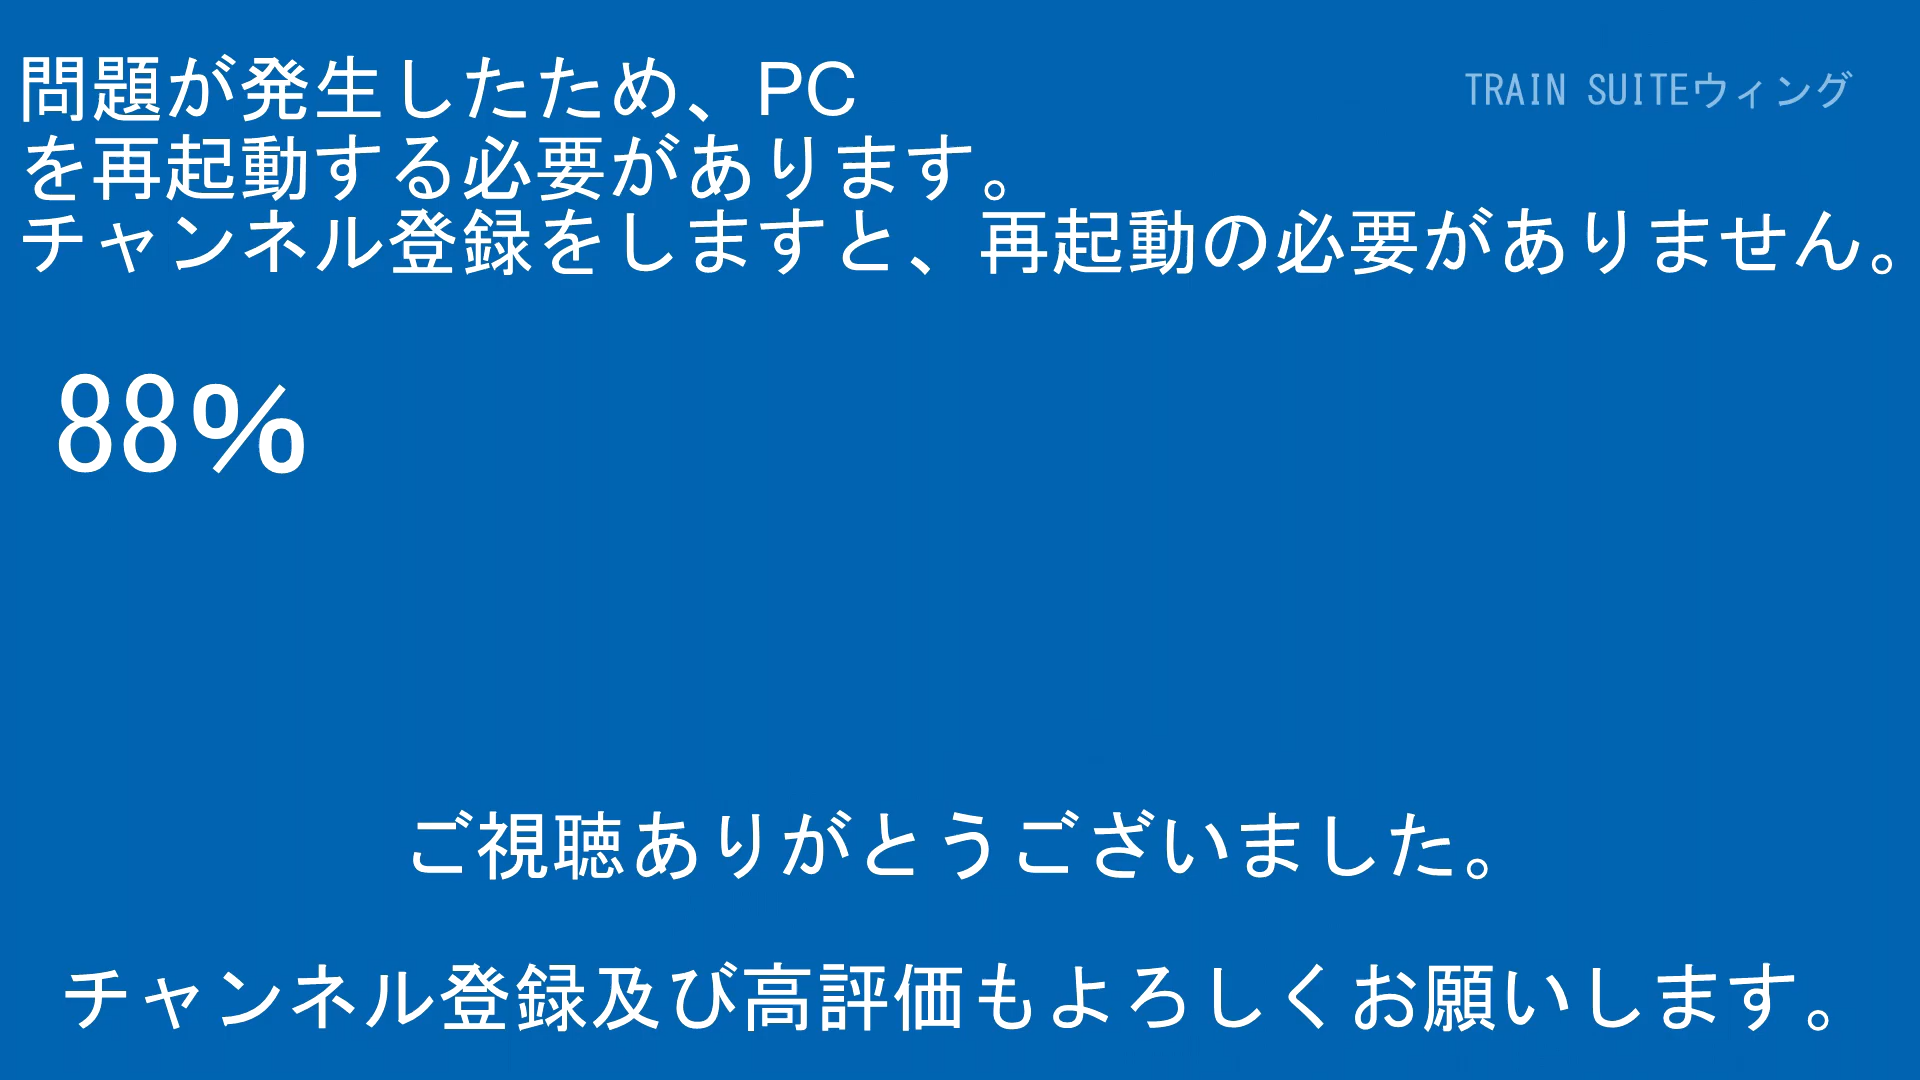 問題が発生したため、PC
を再起動する必要があります。
チャンネル登録をしますと、再起動の必要がありません。
TRAIN SUITEウィング
88%
ご視聴ありがとうございました。
チャンネル登録及び高評価もよろしくお願いします。